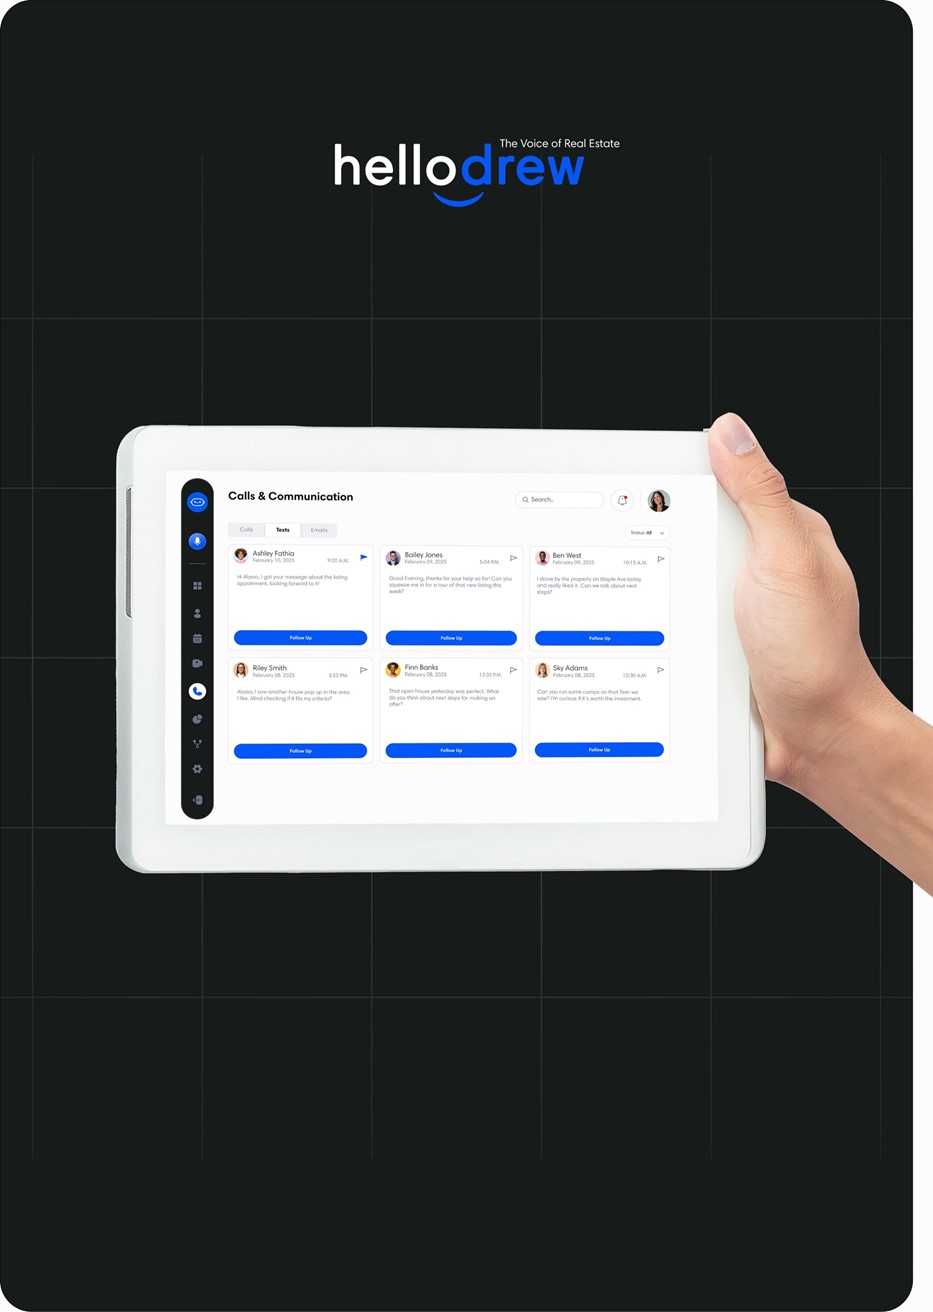 The Voice of Real Estate
hellodrew
Calls & Communication
Search..
Calls
Texts
Emails
Status: All
Ashley Fathia
February 10, 2025
9:20 A.M.
Hi Alyssa, I got your message about the listing
appointment, looking forward to it!
Follow Up
Bailey Jones
February 09, 2025
5:04 P.M.
Good Evening, thanks for your help so far! Can you
squeeze me in for a tour of that new listing this
week?
Follow Up
Ben West
February 09, 2025
10:15 A.M.
I drove by the property on Maple Ave today
and really liked it. Can we talk about next
steps?
Follow Up
Riley Smith
February 08, 2025
3:33 P.M.
Alyssa, I saw another house pop up in the area
I like. Mind checking if it fits my criteria?
Follow Up
Finn Banks
February 08, 2025
12:35 P.M.
That open house yesterday was perfect. What
do you think about next steps for making an
offer?
Follow Up
Sky Adams
February 08, 2025
10:30 A.M.
Can you run some comps on that fixer we
saw? I'm curious if it's worth the investment.
Follow Up